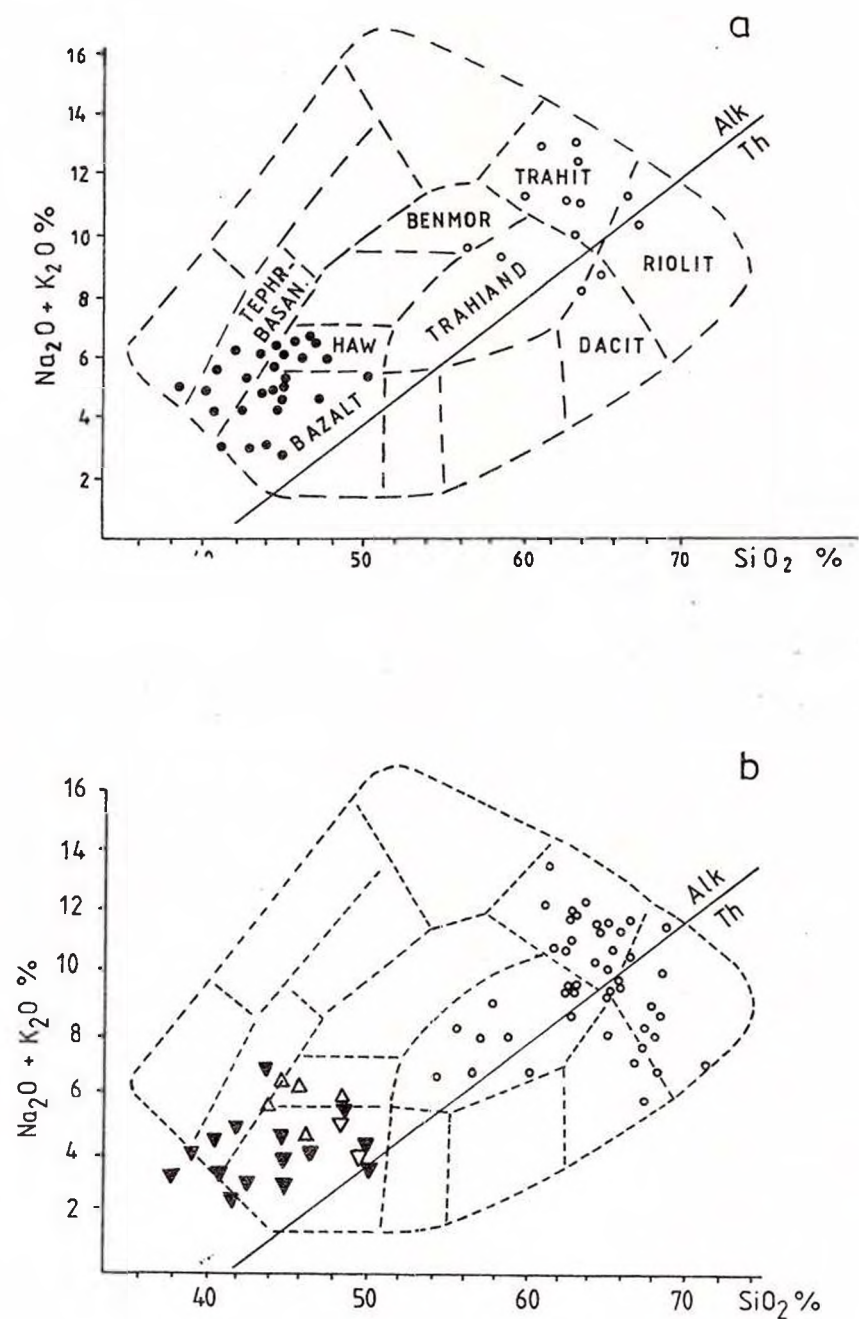 a
16
14
12
10
8
6
4
2
Na₂O + K₂O %
Alk
Th
TRAHIT
BENMOR
TEPHR-/
BASAN. /
TRAHIAND
RIOLIT
HAW
DACIT
BAZALT
50
60
70
SiO₂ %
b
16
14
12
10
8
6
4
2
Na₂O + K₂O %
Alk
Th
40
50
60
70
SiO₂ %